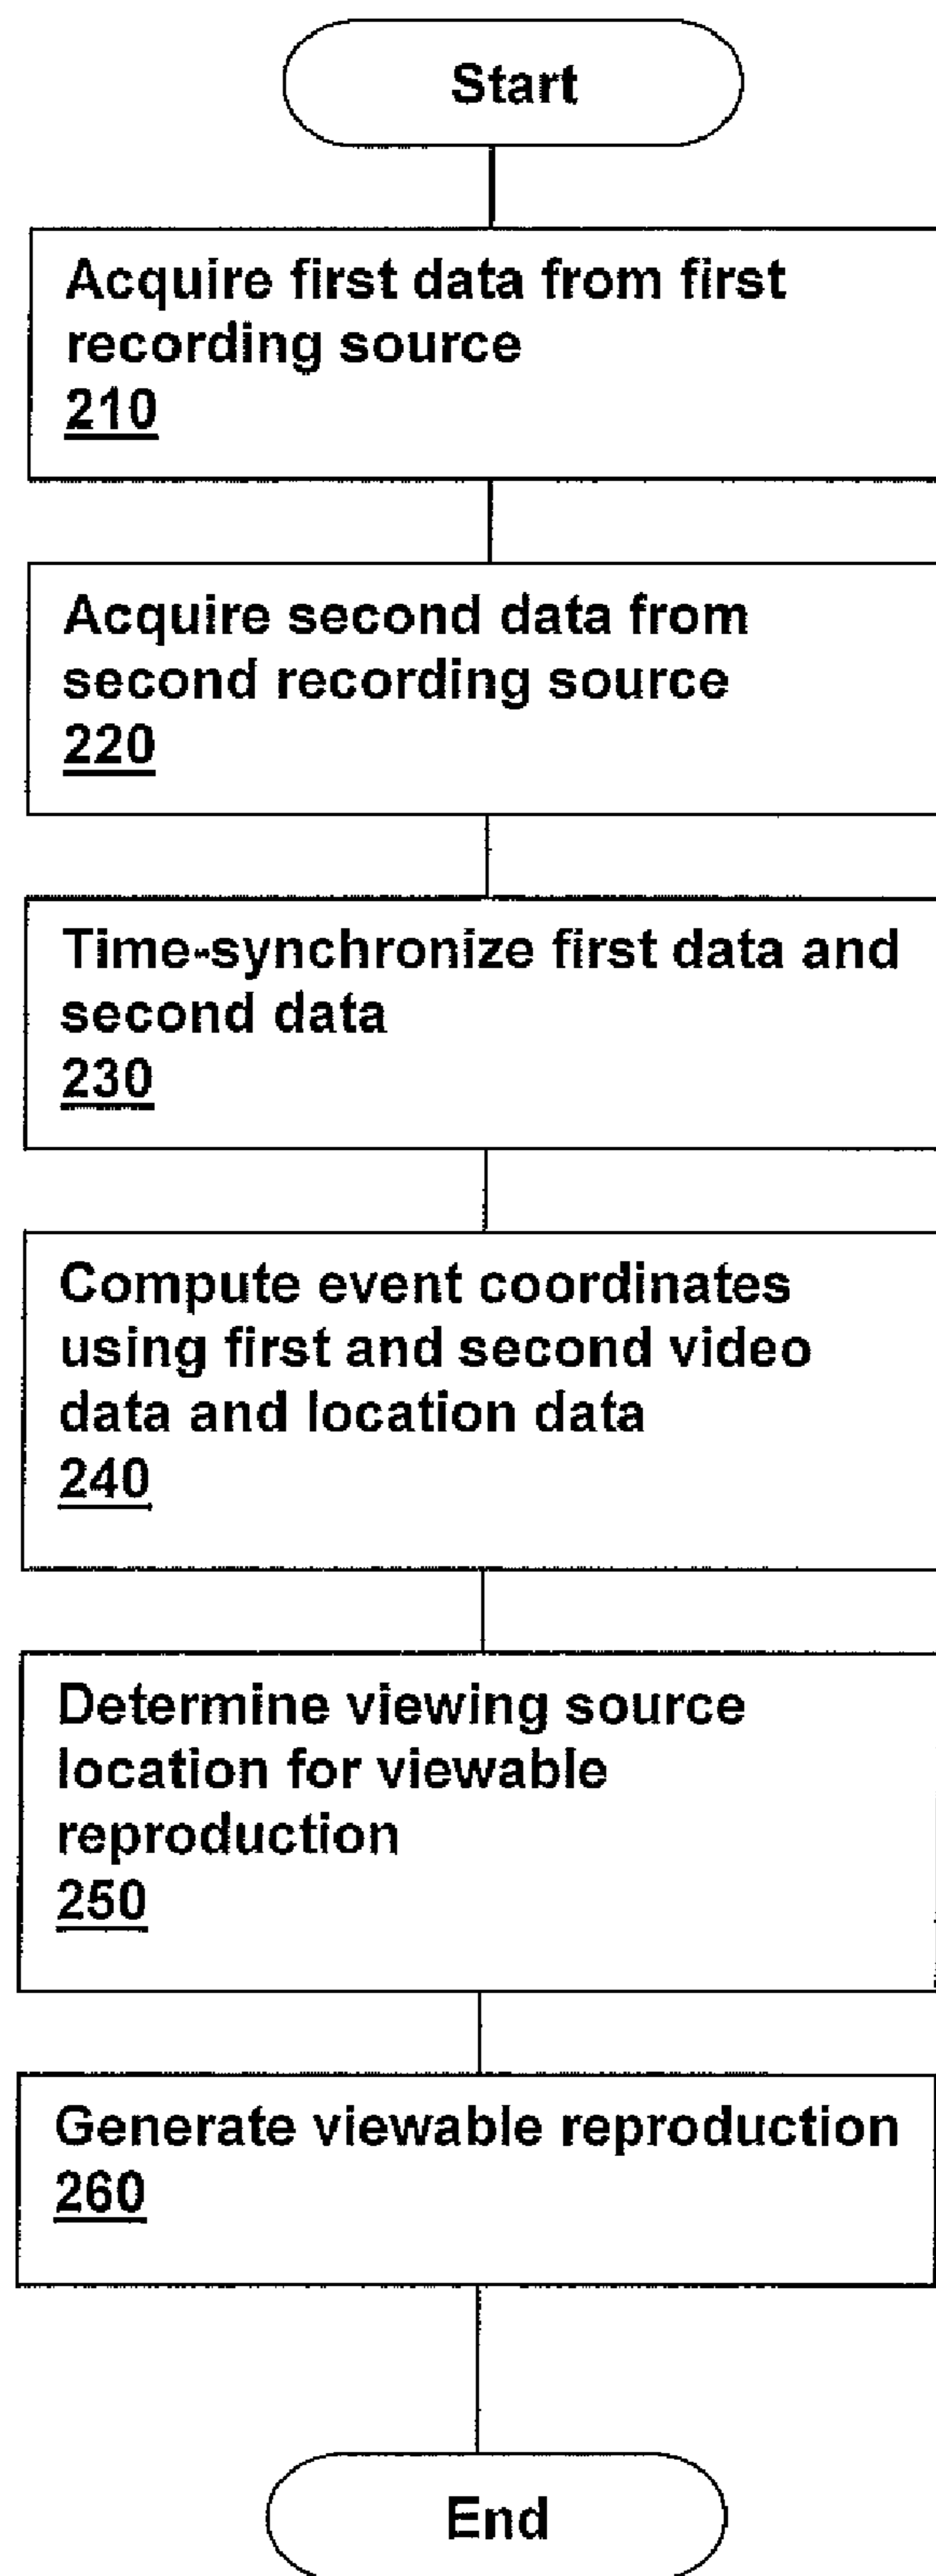 Start
Acquire first data from first
recording source
210
Acquire second data from
second recording source
220
Time-synchronize first data and
second data
230
Compute event coordinates
using first and second video
data and location data
240
Determine viewing source
location for viewable
reproduction
250
Generate viewable reproduction
260
End